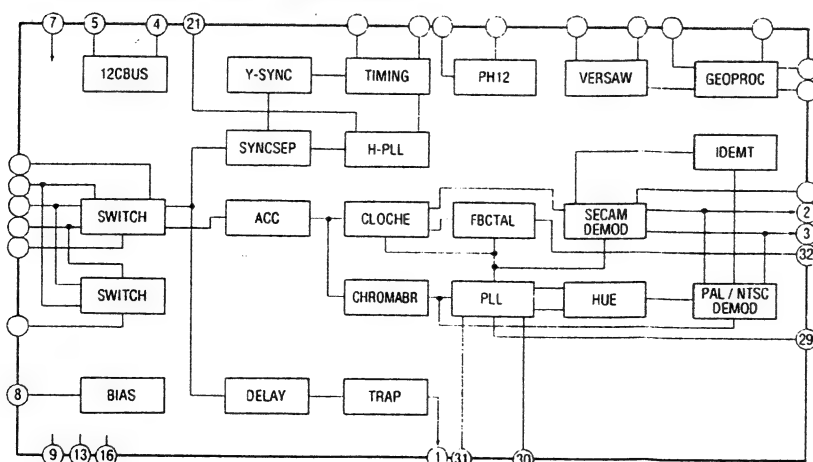 7 5 4 21
12CBUS Y-SYNC TIMING PH12 VERSAW GEOPROC
SYNCSEP H-PLL IDEMT
SWITCH ACC CLOCHE FBCTAL SECAM
DEMOD
2
3
32
SWITCH CHROMABR PLL HUE PAL / NTSC
DEMOD
29
8 BIAS DELAY TRAP
9 13 16 1 31 30